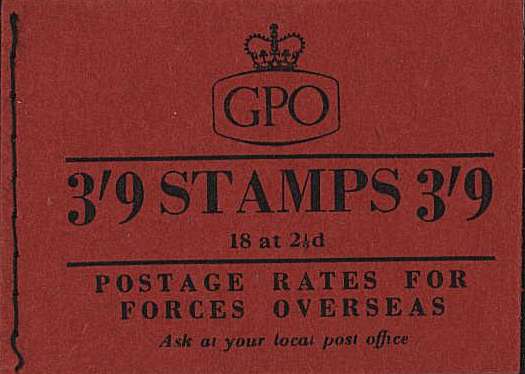 GPO
3'9 STAMPS 3'9
18 at 2½d
POSTAGE RATES FOR
FORCES OVERSEAS
Ask at your local post office